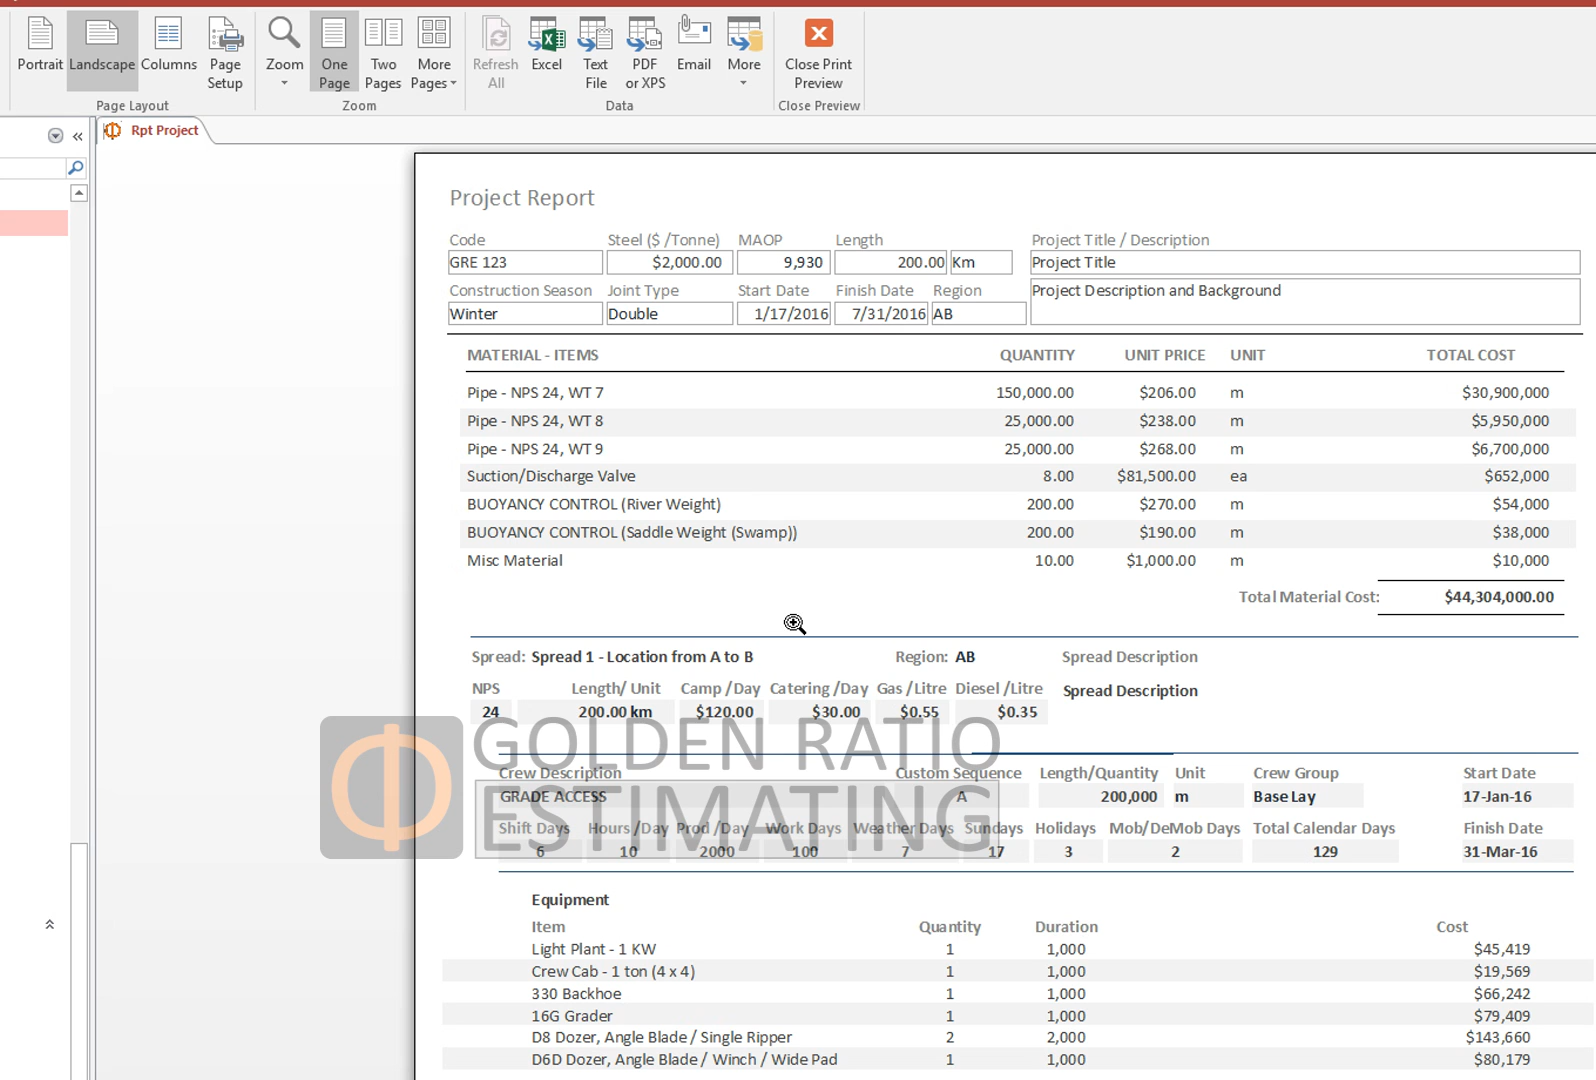 Portrait Landscape Columns Page Setup Zoom One Page Two Pages More Pages Refresh All Excel Text File PDF or XPS Email More Close Print Preview
Page Layout Zoom Data Close Preview
Rpt Project
Project Report
Code Steel ($ /Tonne) MAOP Length Project Title / Description
GRE 123 $2,000.00 9,930 200.00 Km Project Title
Construction Season Joint Type Start Date Finish Date Region Project Description and Background
Winter Double 1/17/2016 7/31/2016 AB
MATERIAL - ITEMS QUANTITY UNIT PRICE UNIT TOTAL COST
Pipe - NPS 24, WT 7 150,000.00 $206.00 m $30,900,000
Pipe - NPS 24, WT 8 25,000.00 $238.00 m $5,950,000
Pipe - NPS 24, WT 9 25,000.00 $268.00 m $6,700,000
Suction/Discharge Valve 8.00 $81,500.00 ea $652,000
BUOYANCY CONTROL (River Weight) 200.00 $270.00 m $54,000
BUOYANCY CONTROL (Saddle Weight (Swamp)) 200.00 $190.00 m $38,000
Misc Material 10.00 $1,000.00 m $10,000
Total Material Cost: $44,304,000.00
Spread: Spread 1 - Location from A to B Region: AB Spread Description
NPS Length/ Unit Camp /Day Catering /Day Gas /Litre Diesel /Litre Spread Description
24 200.00 km $120.00 $30.00 $0.55 $0.35
GOLDEN RATIO
ESTIMATING
Crew Description Custom Sequence Length/Quantity Unit Crew Group Start Date
GRADE ACCESS A 200,000 m Base Lay 17-Jan-16
Shift Days Hours /Day Prod /Day Work Days Weather Days Sundays Holidays Mob/DeMob Days Total Calendar Days Finish Date
6 10 2000 100 7 17 3 2 129 31-Mar-16
Equipment
Item Quantity Duration Cost
Light Plant - 1 KW 1 1,000 $45,419
Crew Cab - 1 ton (4 x 4) 1 1,000 $19,569
330 Backhoe 1 1,000 $66,242
16G Grader 1 1,000 $79,409
D8 Dozer, Angle Blade / Single Ripper 2 2,000 $143,660
D6D Dozer, Angle Blade / Winch / Wide Pad 1 1,000 $80,179